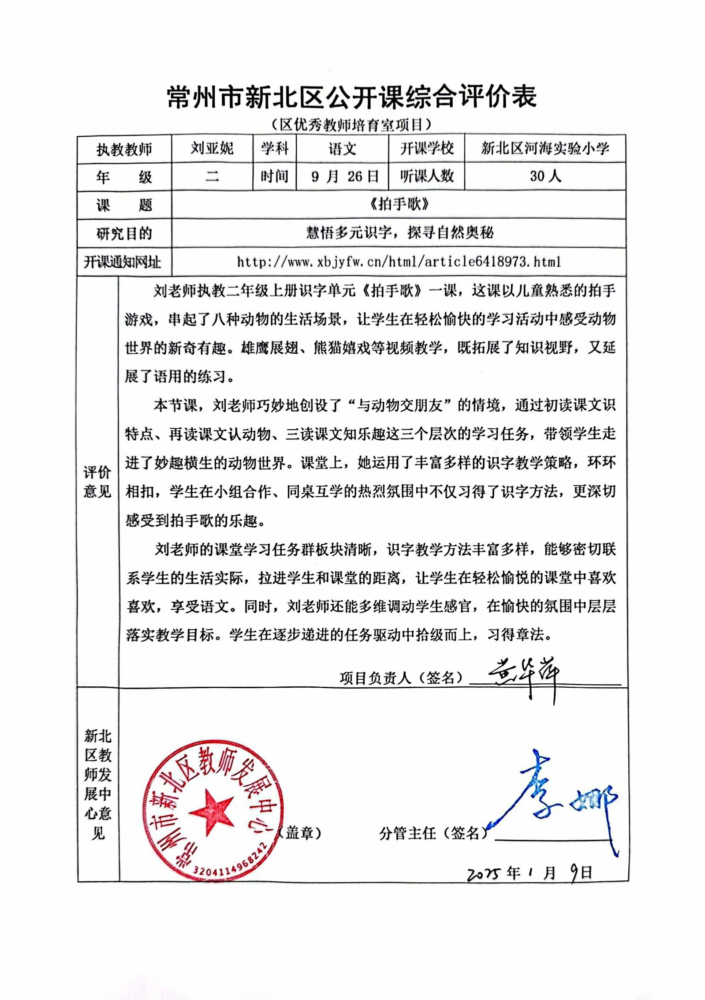 常州市新北区公开课综合评价表
（区优秀教师培育室项目）
执教教师 刘亚妮 学科 语文 开课学校 新北区河海实验小学
年 级 二 时间 9 月 26日 听课人数 30人
课 题 《拍手歌》
研究目的 慧悟多元识字，探寻自然奥秘
开课通知网址 http://www.xbjyfw.cn/html/article6418973.html
评价
意见
刘老师执教二年级上册识字单元《拍手歌》一课，这课以儿童熟悉的拍手
游戏，串起了八种动物的生活场景，让学生在轻松愉快的学习活动中感受动物
世界的新奇有趣。雄鹰展翅、熊猫嬉戏等视频教学，既拓展了知识视野，又延
展了语用的练习。
本节课，刘老师巧妙地创设了“与动物交朋友”的情境，通过初读课文识
特点、再读课文认动物、三读课文知乐趣这三个层次的学习任务，带领学生走
进了妙趣横生的动物世界。课堂上，她运用了丰富多样的识字教学策略，环环
相扣，学生在小组合作、同桌互学的热烈氛围中不仅习得了识字方法，更深切
感受到拍手歌的乐趣。
刘老师的课堂学习任务群板块清晰，识字教学方法丰富多样，能够密切联
系学生的生活实际，拉进学生和课堂的距离，让学生在轻松愉悦的课堂中喜欢
喜欢，享受语文。同时，刘老师还能多维调动学生感官，在愉快的氛围中层层
落实教学目标。学生在逐步递进的任务驱动中拾级而上，习得章法。
项目负责人（签名） 黄华萍
新北
区教
师发
展中
心意
见
常州市新北区教师发展中心
3204114968242
（盖章） 分管主任（签名） 李娜
2025年1月9日